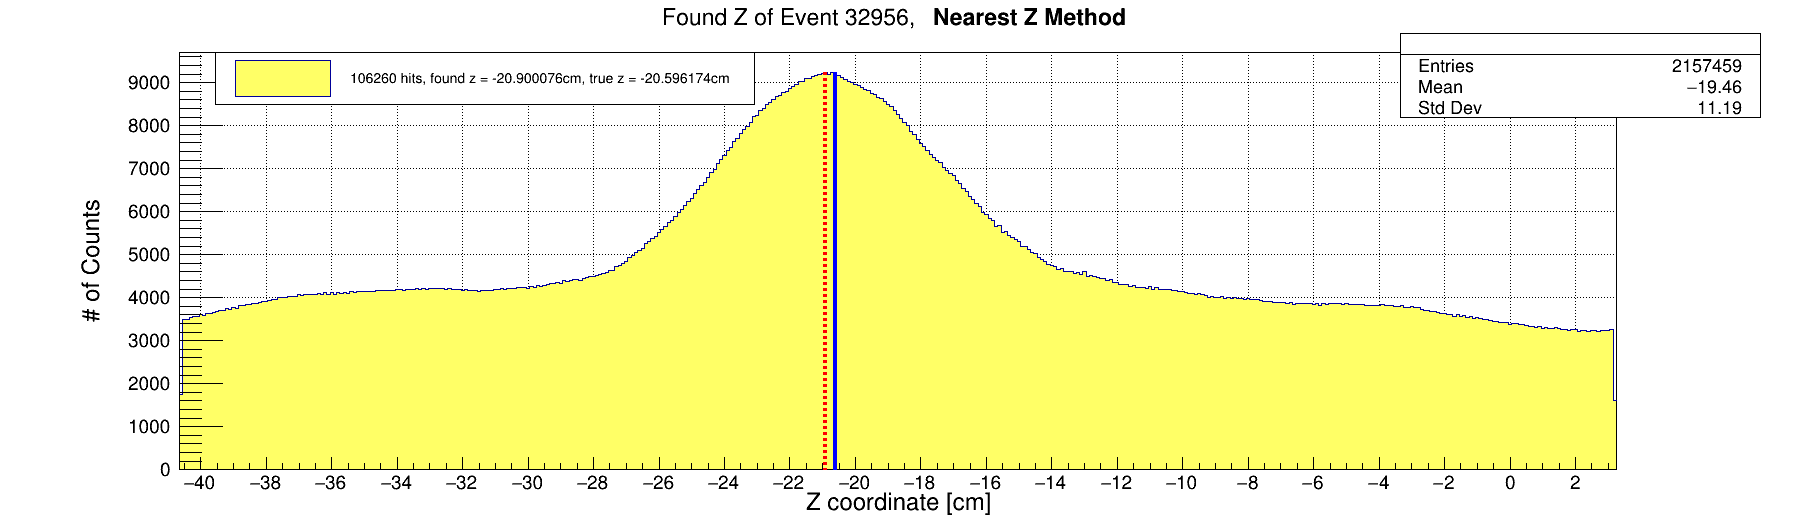 Found Z of Event 32956, Nearest Z Method
106260 hits, found z = -20.900076cm, true z = -20.596174cm
Entries 2157459
Mean −19.46
Std Dev 11.19
# of Counts
9000
8000
7000
6000
5000
4000
3000
2000
1000
0
−40 −38 −36 −34 −32 −30 −28 −26 −24 −22 −20 −18 −16 −14 −12 −10 −8 −6 −4 −2 0 2
Z coordinate [cm]